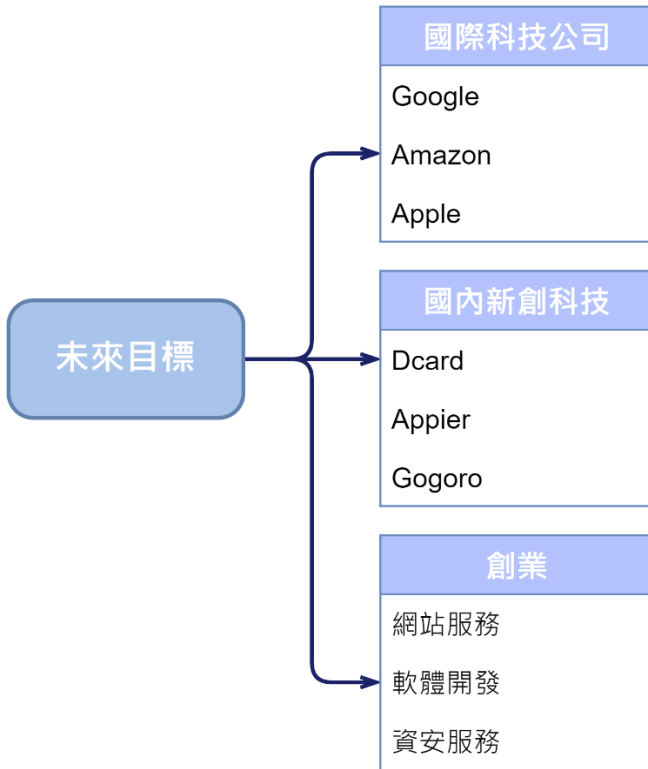 未來目標
國際科技公司
Google
Amazon
Apple
國內新創科技
Dcard
Appier
Gogoro
創業
網站服務
軟體開發
資安服務